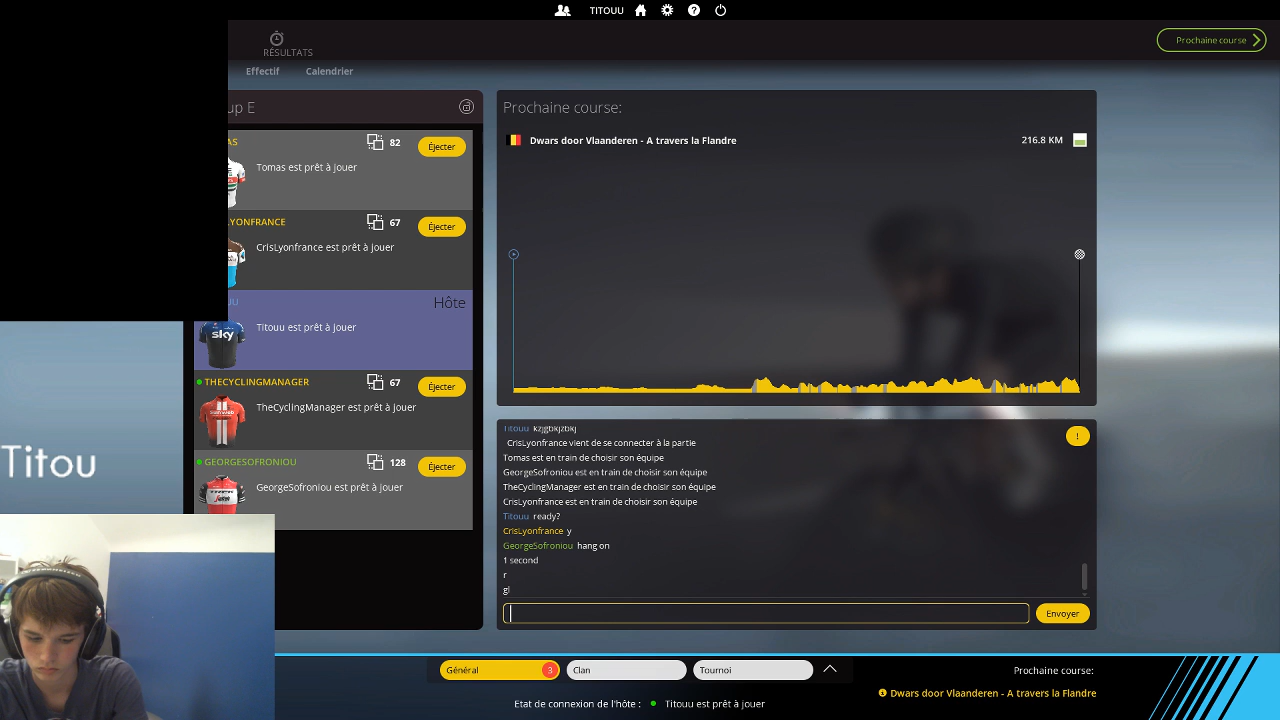 TITOUU
RÉSULTATS
Prochaine course
Effectif Calendrier
up E
AS 82 Éjecter
Tomas est prêt à jouer
YONFRANCE 67 Éjecter
CrisLyonfrance est prêt à jouer
UU Hôte
Titouu est prêt à jouer
sky
THECYCLINGMANAGER 67 Éjecter
TheCyclingManager est prêt à jouer
GEORGESOFRONIOU 128 Éjecter
GeorgeSofroniou est prêt à jouer
Titou
Prochaine course:
Dwars door Vlaanderen - A travers la Flandre 216.8 KM
Titouu kzjgbkjzbkj
CrisLyonfrance vient de se connecter à la partie
Tomas est en train de choisir son équipe
GeorgeSofroniou est en train de choisir son équipe
TheCyclingManager est en train de choisir son équipe
CrisLyonfrance est en train de choisir son équipe
Titouu ready?
CrisLyonfrance y
GeorgeSofroniou hang on
1 second
r
gl
!
Envoyer
Général 3 Clan Tournoi
Prochaine course:
Dwars door Vlaanderen - A travers la Flandre
Etat de connexion de l'hôte : Titouu est prêt à jouer